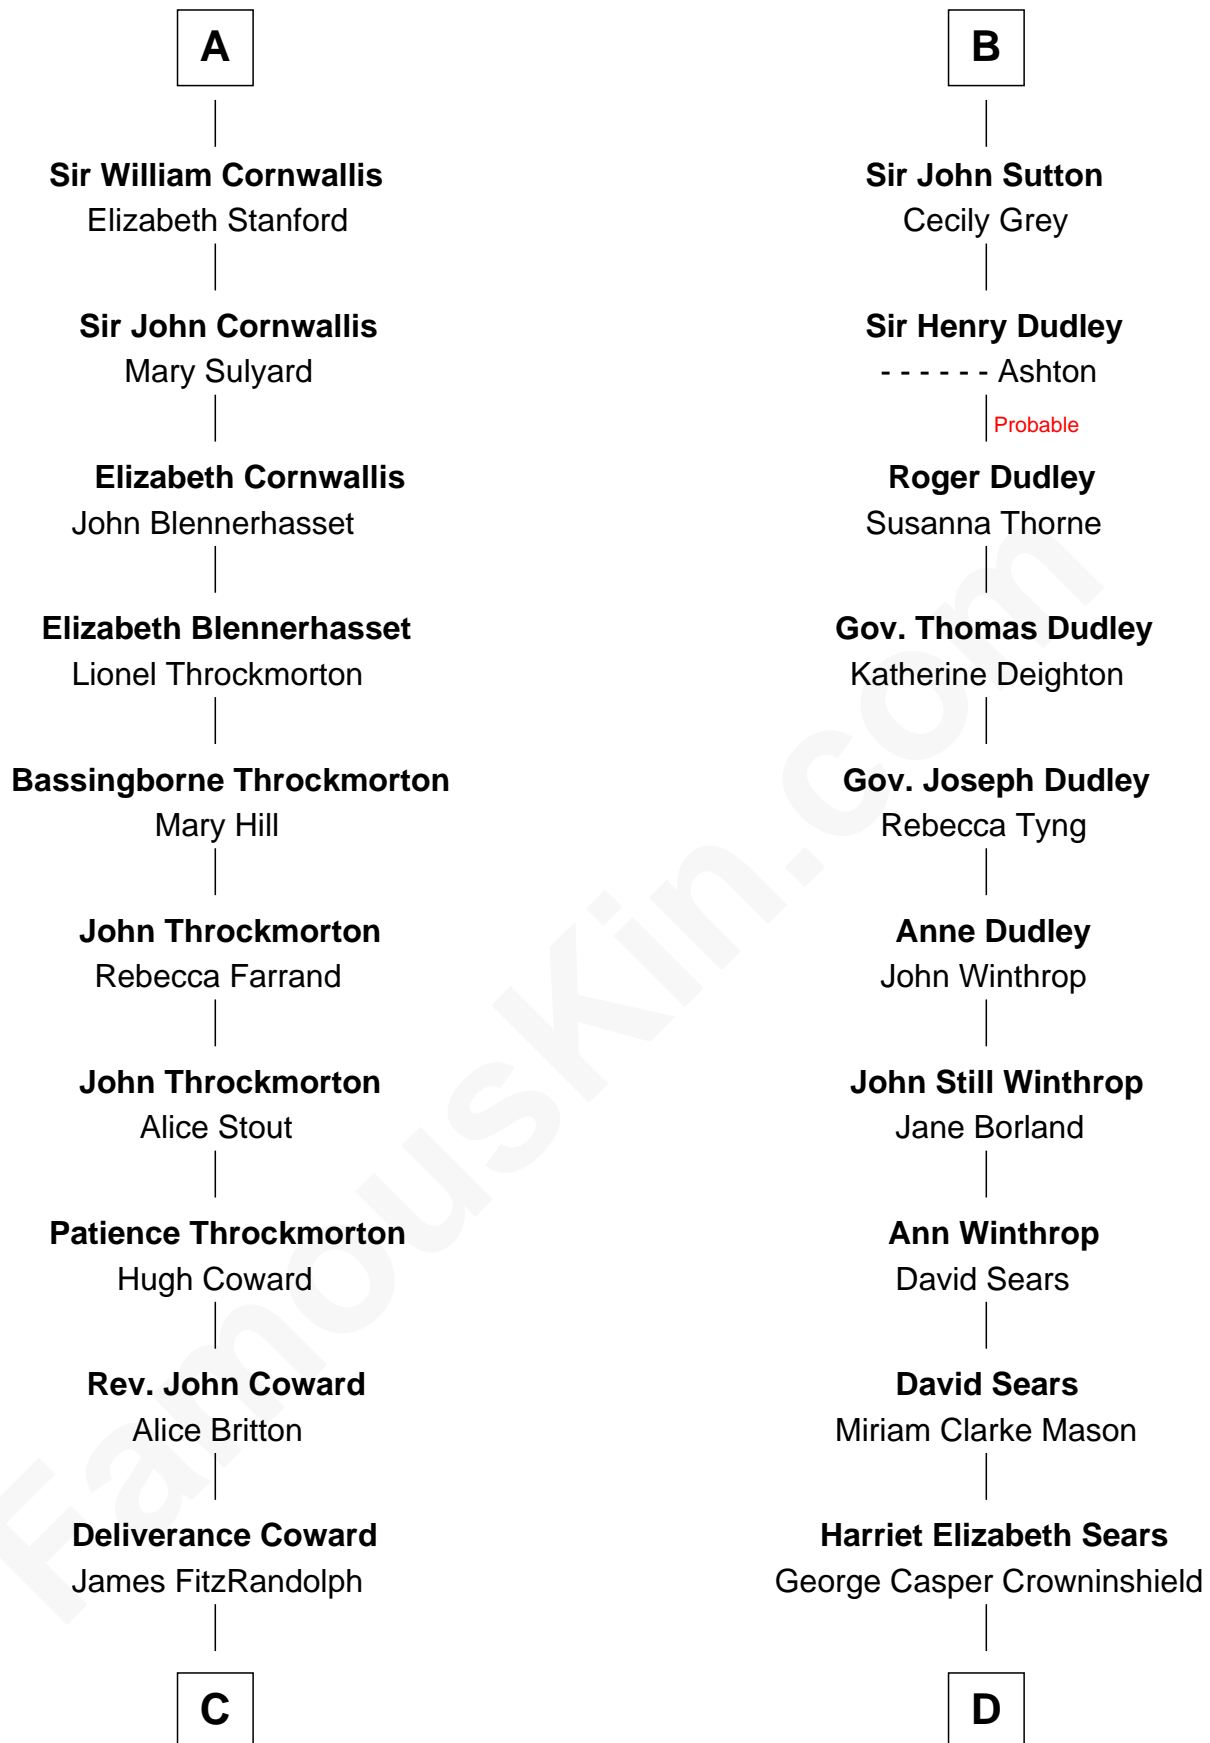 A
Sir William Cornwallis
Elizabeth Stanford
Sir John Cornwallis
Mary Sulyard
Elizabeth Cornwallis
John Blennerhasset
Elizabeth Blennerhasset
Lionel Throckmorton
Bassingborne Throckmorton
Mary Hill
John Throckmorton
Rebecca Farrand
John Throckmorton
Alice Stout
Patience Throckmorton
Hugh Coward
Rev. John Coward
Alice Britton
Deliverance Coward
James FitzRandolph
C
B
Sir John Sutton
Cecily Grey
Sir Henry Dudley
- - - - - - Ashton
Probable
Roger Dudley
Susanna Thorne
Gov. Thomas Dudley
Katherine Deighton
Gov. Joseph Dudley
Rebecca Tyng
Anne Dudley
John Winthrop
John Still Winthrop
Jane Borland
Ann Winthrop
David Sears
David Sears
Miriam Clarke Mason
Harriet Elizabeth Sears
George Casper Crowninshield
D
FamousKin.com